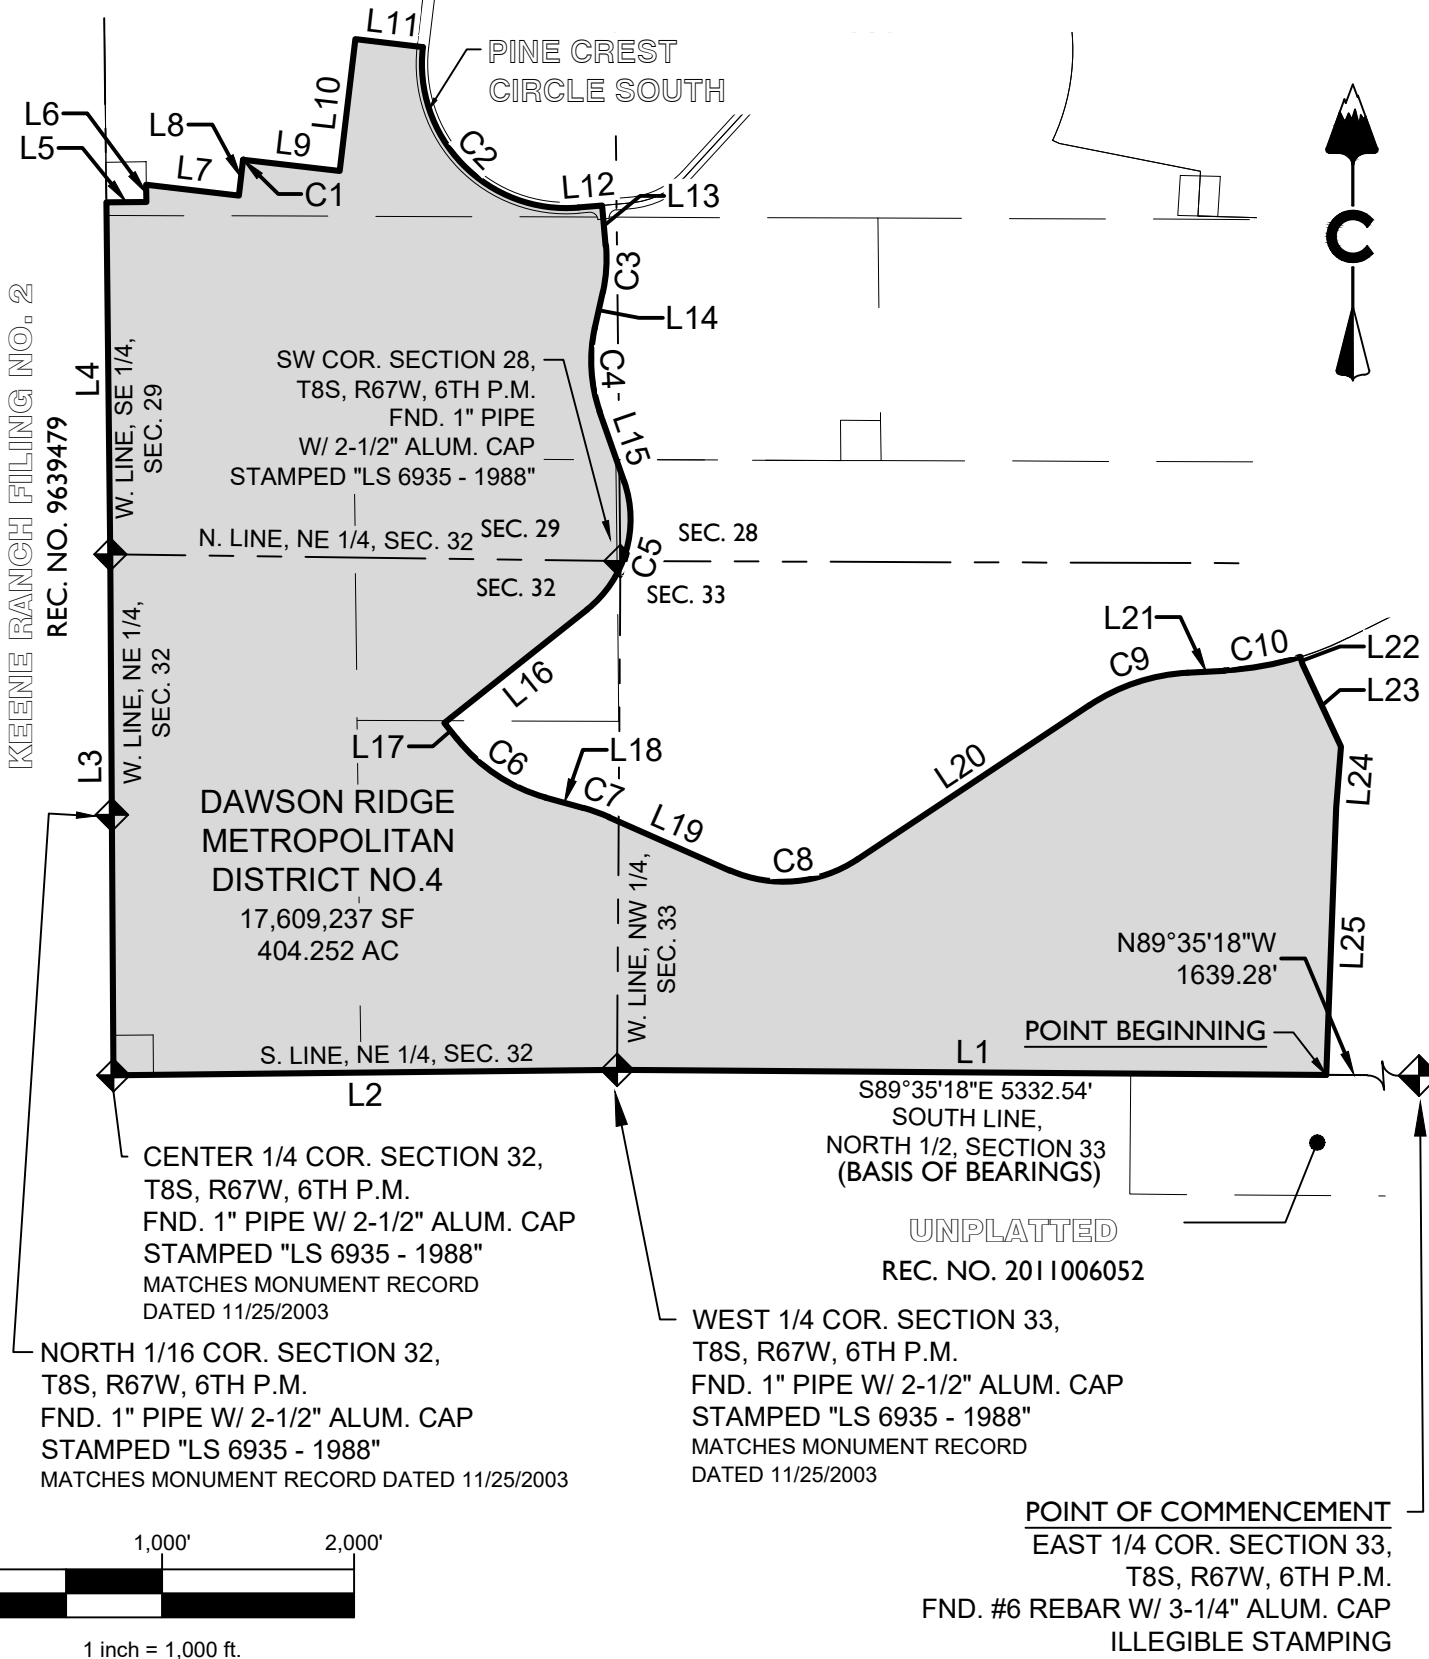 L11
PINE CREST
CIRCLE SOUTH
L10
L6
L8
L5
L9
L7
C2
C1
L12
L13
C3
L14
KEENE RANCH FILING NO. 2
REC. NO. 9639479
L4
W. LINE, SE 1/4,
SEC. 29
SW COR. SECTION 28,
T8S, R67W, 6TH P.M.
FND. 1" PIPE
W/ 2-1/2" ALUM. CAP
STAMPED "LS 6935 - 1988"
C4
L15
C
N. LINE, NE 1/4, SEC. 32
SEC. 29
SEC. 28
C5
SEC. 32
SEC. 33
W. LINE, NE 1/4,
SEC. 32
L3
L16
L17
C6
L18
C7
L19
C8
L20
C9
L21
C10
L22
L23
L24
L25
DAWSON RIDGE
METROPOLITAN
DISTRICT NO.4
17,609,237 SF
404.252 AC
W. LINE, NW 1/4,
SEC. 33
N89°35'18"W
1639.28'
POINT BEGINNING
S. LINE, NE 1/4, SEC. 32
L2
L1
S89°35'18"E 5332.54'
SOUTH LINE,
NORTH 1/2, SECTION 33
(BASIS OF BEARINGS)
UNPLATTED
REC. NO. 2011006052
CENTER 1/4 COR. SECTION 32,
T8S, R67W, 6TH P.M.
FND. 1" PIPE W/ 2-1/2" ALUM. CAP
STAMPED "LS 6935 - 1988"
MATCHES MONUMENT RECORD
DATED 11/25/2003
NORTH 1/16 COR. SECTION 32,
T8S, R67W, 6TH P.M.
FND. 1" PIPE W/ 2-1/2" ALUM. CAP
STAMPED "LS 6935 - 1988"
MATCHES MONUMENT RECORD DATED 11/25/2003
WEST 1/4 COR. SECTION 33,
T8S, R67W, 6TH P.M.
FND. 1" PIPE W/ 2-1/2" ALUM. CAP
STAMPED "LS 6935 - 1988"
MATCHES MONUMENT RECORD
DATED 11/25/2003
POINT OF COMMENCEMENT
EAST 1/4 COR. SECTION 33,
T8S, R67W, 6TH P.M.
FND. #6 REBAR W/ 3-1/4" ALUM. CAP
ILLEGIBLE STAMPING
1,000' 2,000'
1 inch = 1,000 ft.